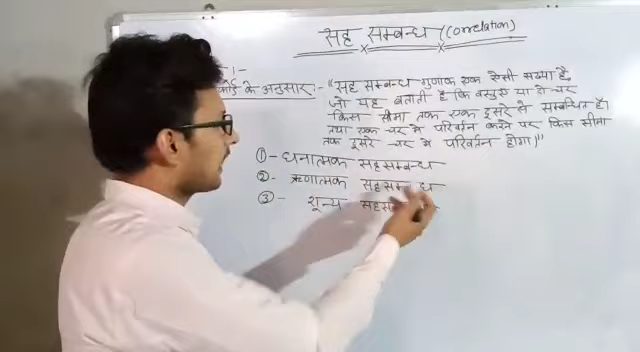 सह सम्बन्ध (Correlation)
-1-
फोर्ड के अनुसार:- "सह सम्बन्ध गुणांक एक ऐसी संख्या है,
जो यह बताती है कि वस्तुएं या दो चर
किस सीमा तक एक दूसरे से सम्बन्धित है।
तथा एक चर में परिवर्तन करने पर किस सीमा
तक दूसरे चर में परिवर्तन होगा।"
①- धनात्मक सहसम्बन्ध
②- ऋणात्मक सहसम्बन्ध
③- शून्य